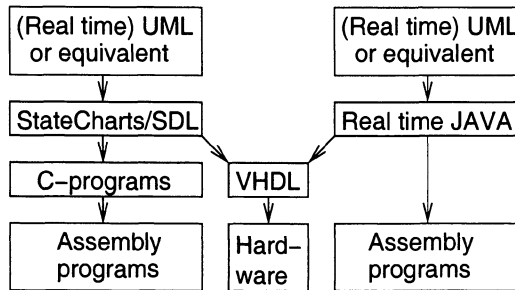 (Real time) UML
or equivalent
(Real time) UML
or equivalent
StateCharts/SDL
Real time JAVA
C-programs
VHDL
Assembly
programs
Hard-
ware
Assembly
programs